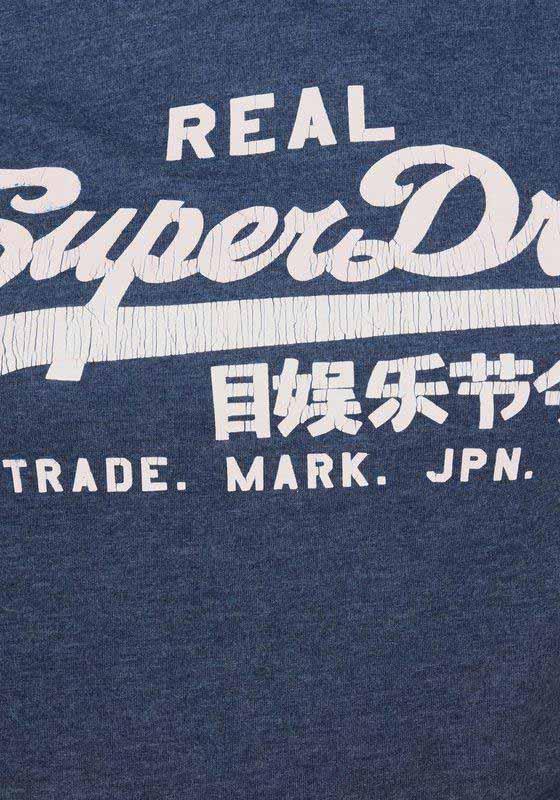 REAL
SuperDr
目娱乐节
TRADE. MARK. JPN.